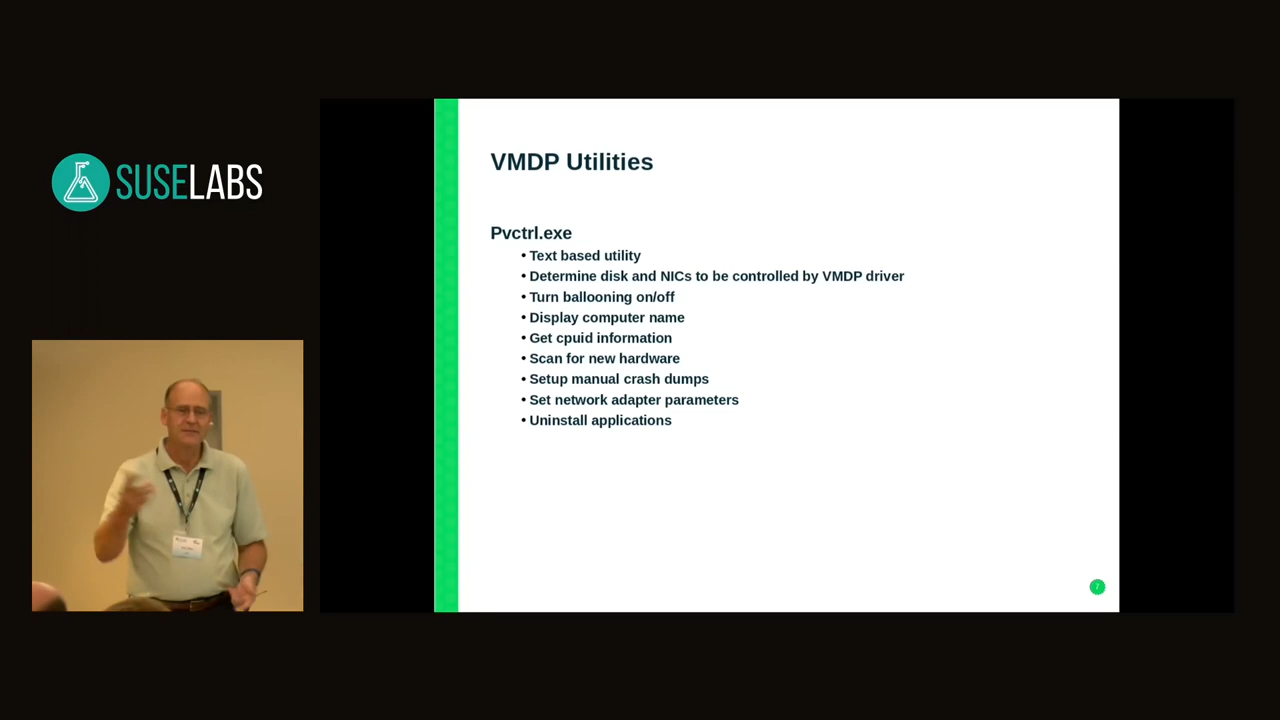 SUSELABS
VMDP Utilities
Pvctrl.exe
• Text based utility
• Determine disk and NICs to be controlled by VMDP driver
• Turn ballooning on/off
• Display computer name
• Get cpuid information
• Scan for new hardware
• Setup manual crash dumps
• Set network adapter parameters
• Uninstall applications
7